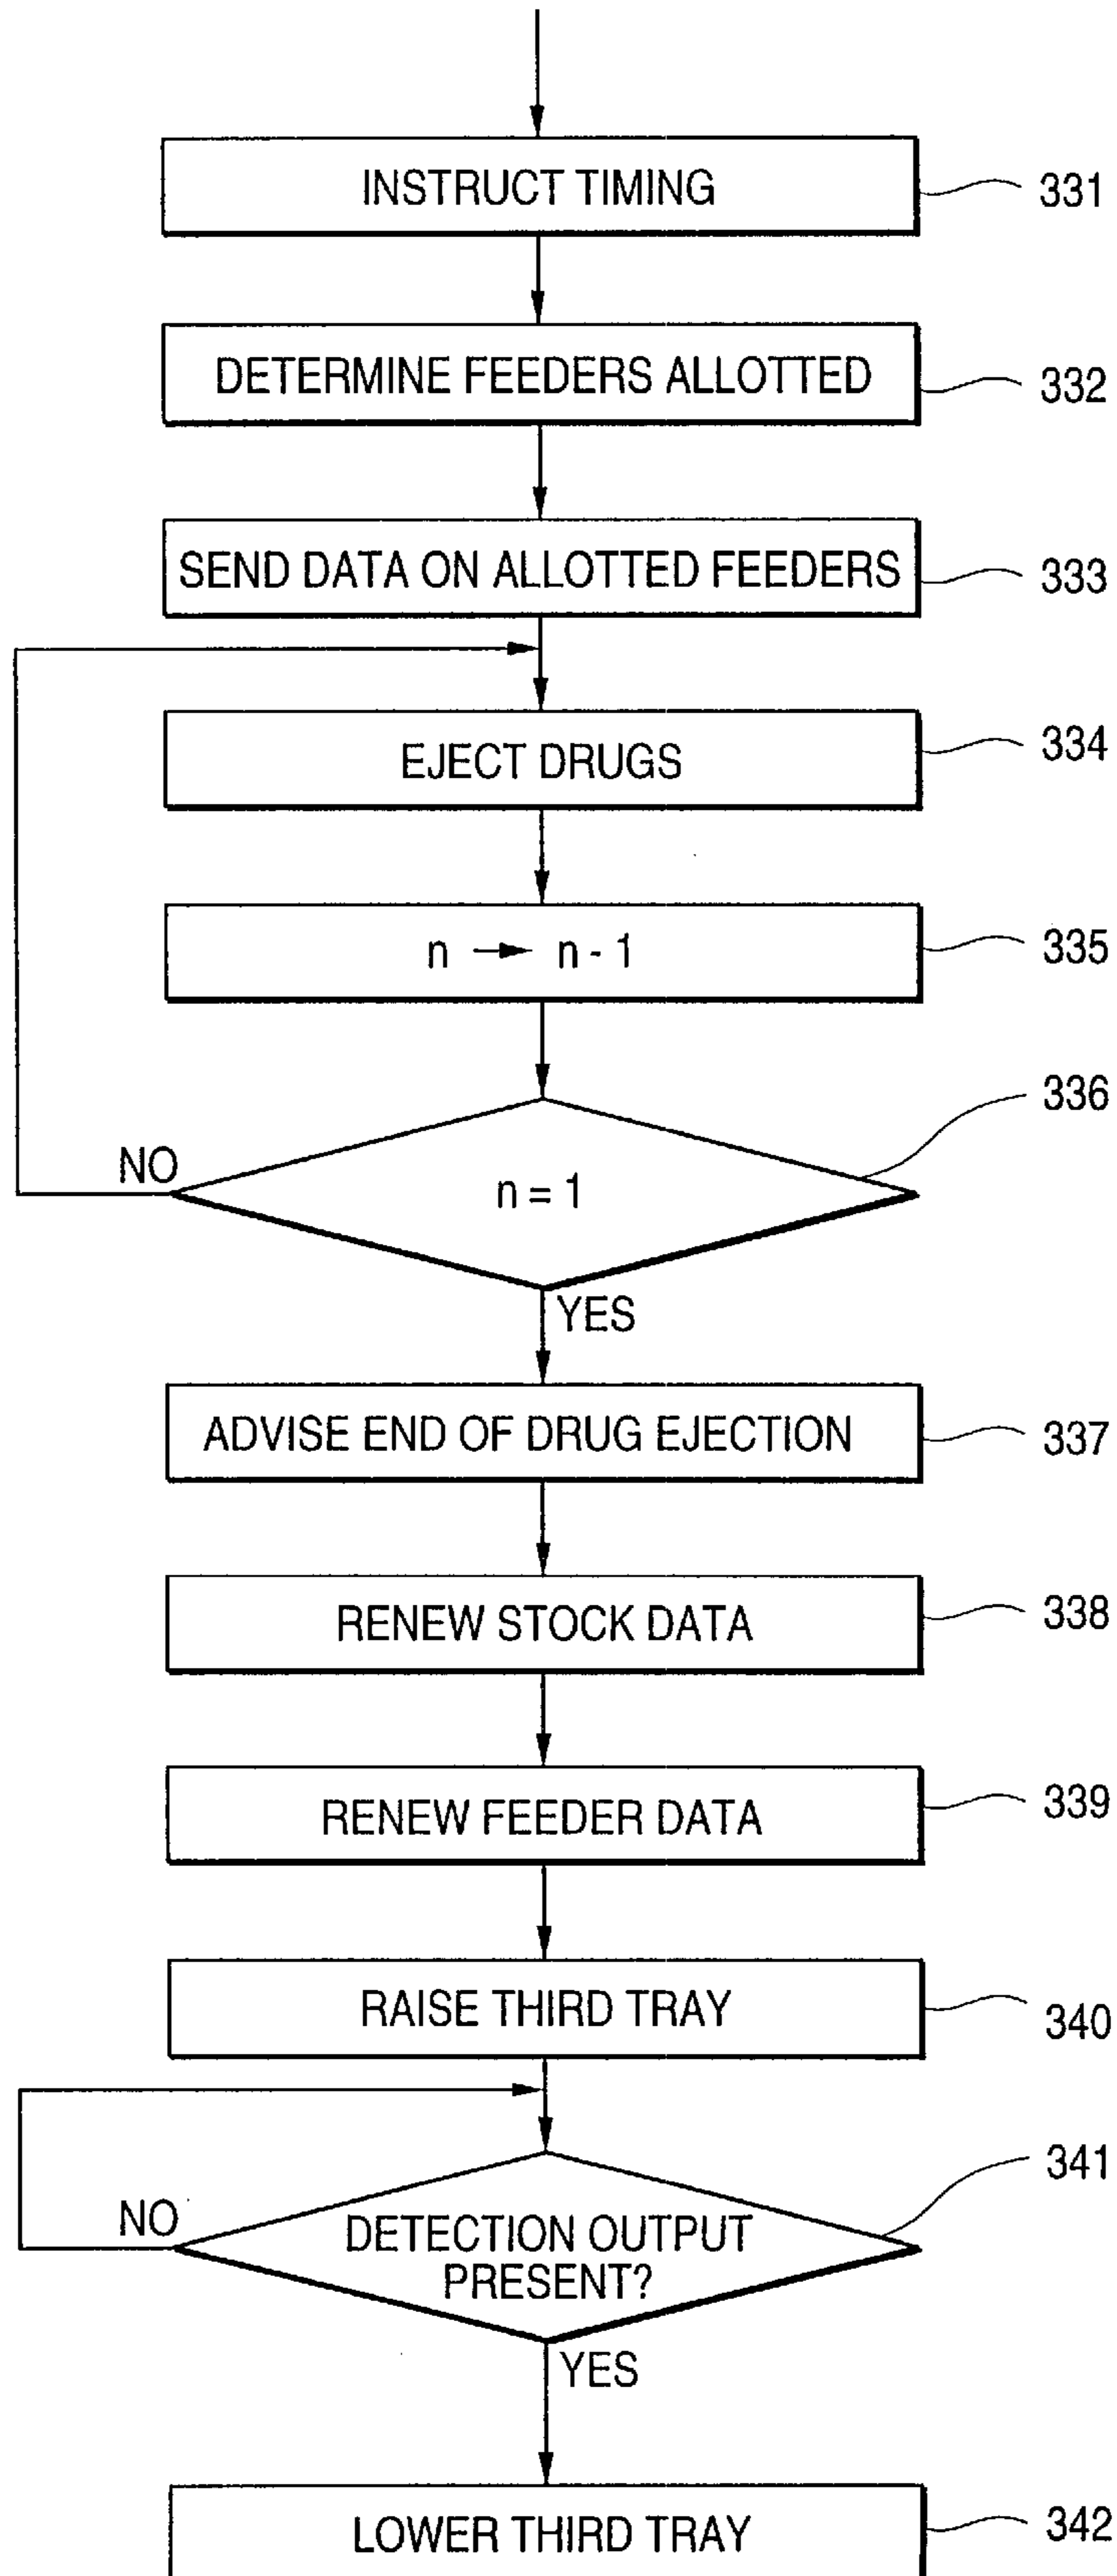 INSTRUCT TIMING
331
DETERMINE FEEDERS ALLOTTED
332
SEND DATA ON ALLOTTED FEEDERS
333
EJECT DRUGS
334
n → n - 1
335
336
NO
n = 1
YES
ADVISE END OF DRUG EJECTION
337
RENEW STOCK DATA
338
RENEW FEEDER DATA
339
RAISE THIRD TRAY
340
341
NO
DETECTION OUTPUT
PRESENT?
YES
LOWER THIRD TRAY
342